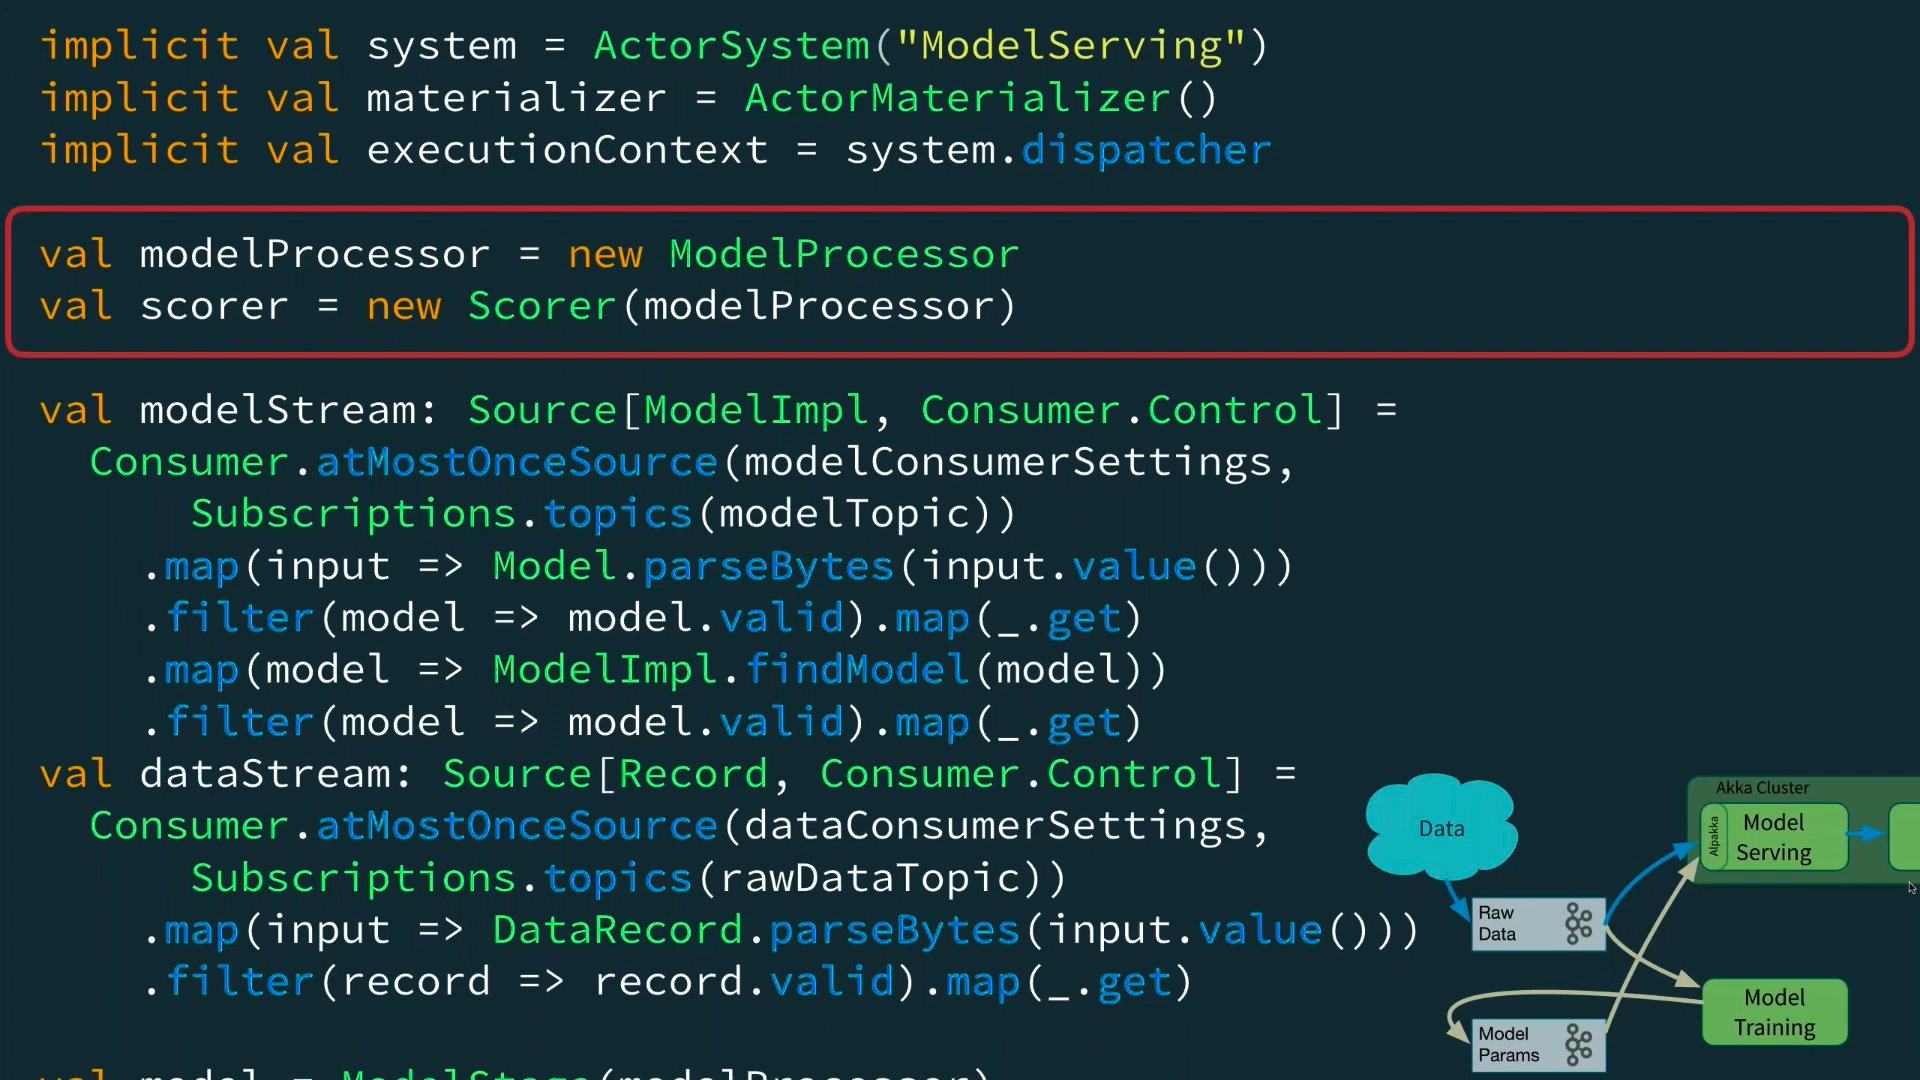 implicit val system = ActorSystem("ModelServing")
implicit val materializer = ActorMaterializer()
implicit val executionContext = system.dispatcher
val modelProcessor = new ModelProcessor
val scorer = new Scorer(modelProcessor)
val modelStream: Source[ModelImpl, Consumer.Control] =
Consumer.atMostOnceSource(modelConsumerSettings,
Subscriptions.topics(modelTopic))
.map(input => Model.parseBytes(input.value()))
.filter(model => model.valid).map(_.get)
.map(model => ModelImpl.findModel(model))
.filter(model => model.valid).map(_.get)
val dataStream: Source[Record, Consumer.Control] =
Consumer.atMostOnceSource(dataConsumerSettings,
Subscriptions.topics(rawDataTopic))
.map(input => DataRecord.parseBytes(input.value()))
.filter(record => record.valid).map(_.get)
val model = ModelStage(modelProcessor)
Data
Akka Cluster
Alpakka
Model
Serving
Raw
Data
Model
Training
Model
Params